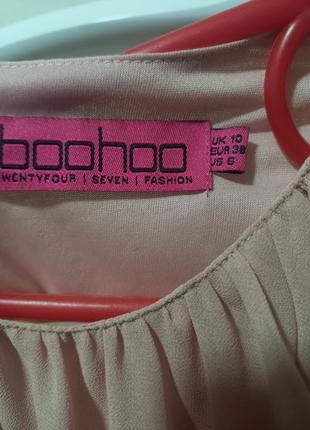 boohoo
WENTYFOUR | SEVEN | FASHION
UK 10
EUR 38
US 6